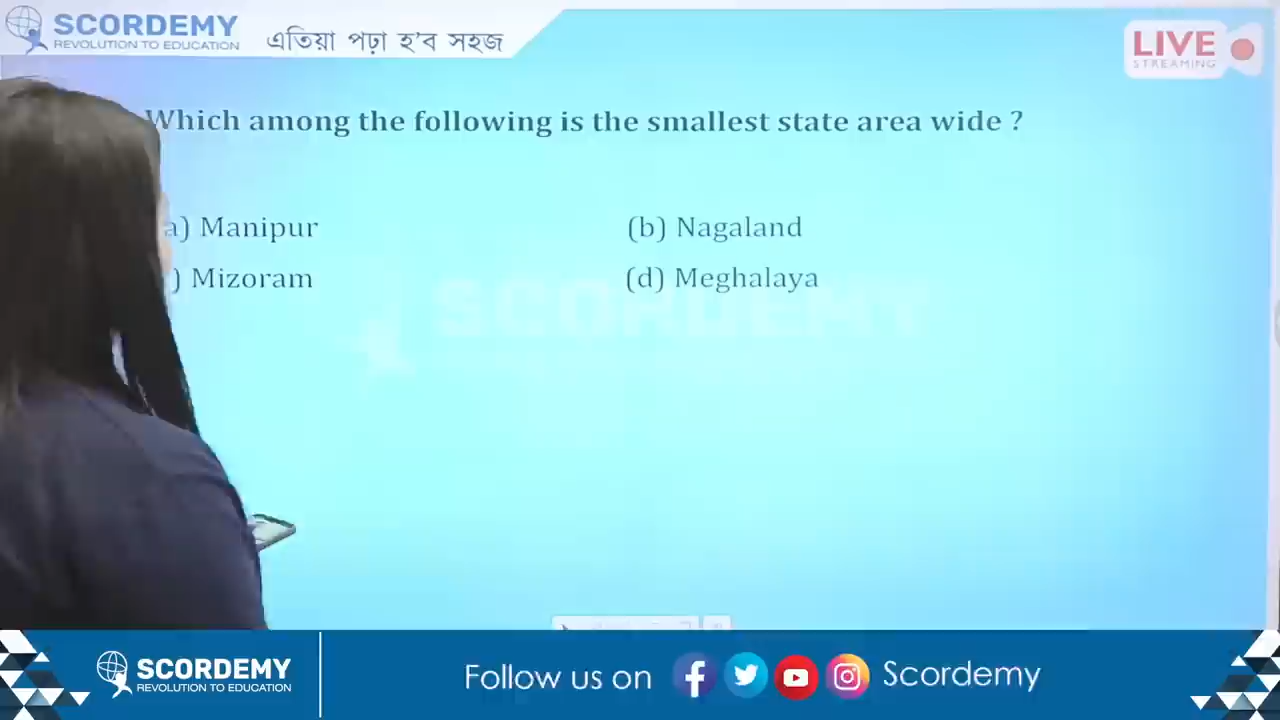 SCORDEMY
REVOLUTION TO EDUCATION
এতিয়া পঢ়া হ'ব সহজ
LIVE
STREAMING
Which among the following is the smallest state area wide ?
a) Manipur
(b) Nagaland
) Mizoram
(d) Meghalaya
SCORDEMY
SCORDEMY
REVOLUTION TO EDUCATION
Follow us on
Scordemy